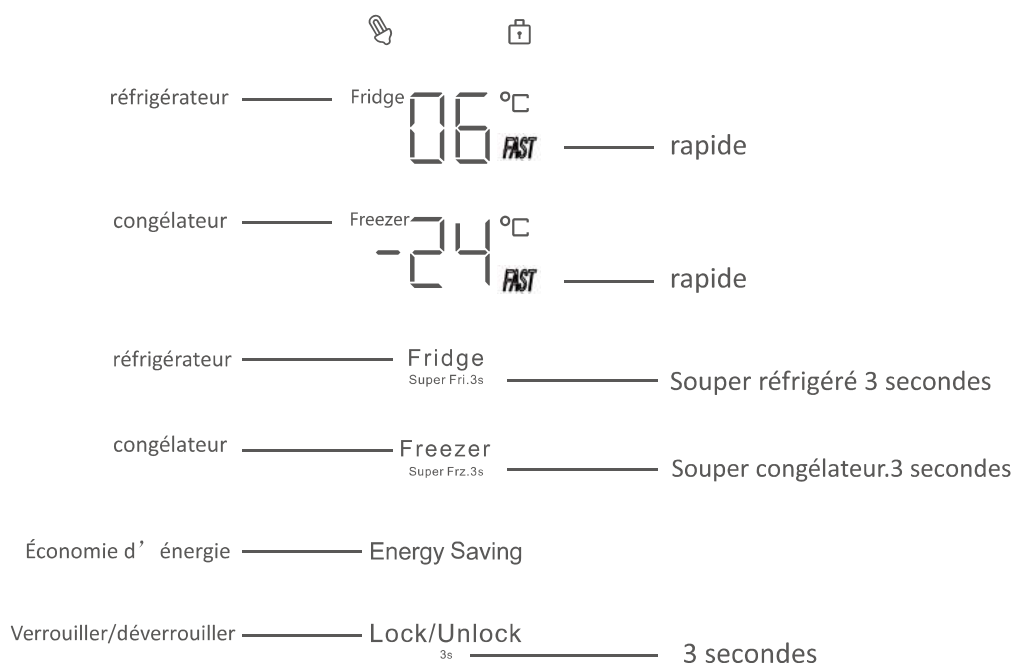 réfrigérateur Fridge 06 °C
FAST rapide
congélateur Freezer -24 °C
FAST rapide
réfrigérateur Fridge
Super Fri.3s Souper réfrigéré 3 secondes
congélateur Freezer
Super Frz.3s Souper congélateur.3 secondes
Économie d’ énergie Energy Saving
Verrouiller/déverrouiller Lock/Unlock
3s 3 secondes